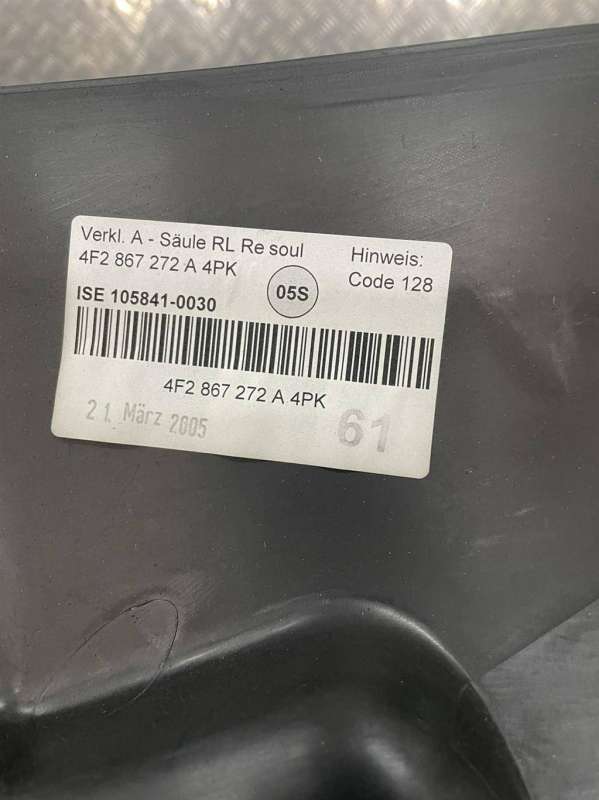 Verkl. A - Säule RL Re soul
4F2 867 272 A 4PK
Hinweis:
Code 128
ISE 105841-0030
05S
4F2 867 272 A 4PK
21. März 2005
61